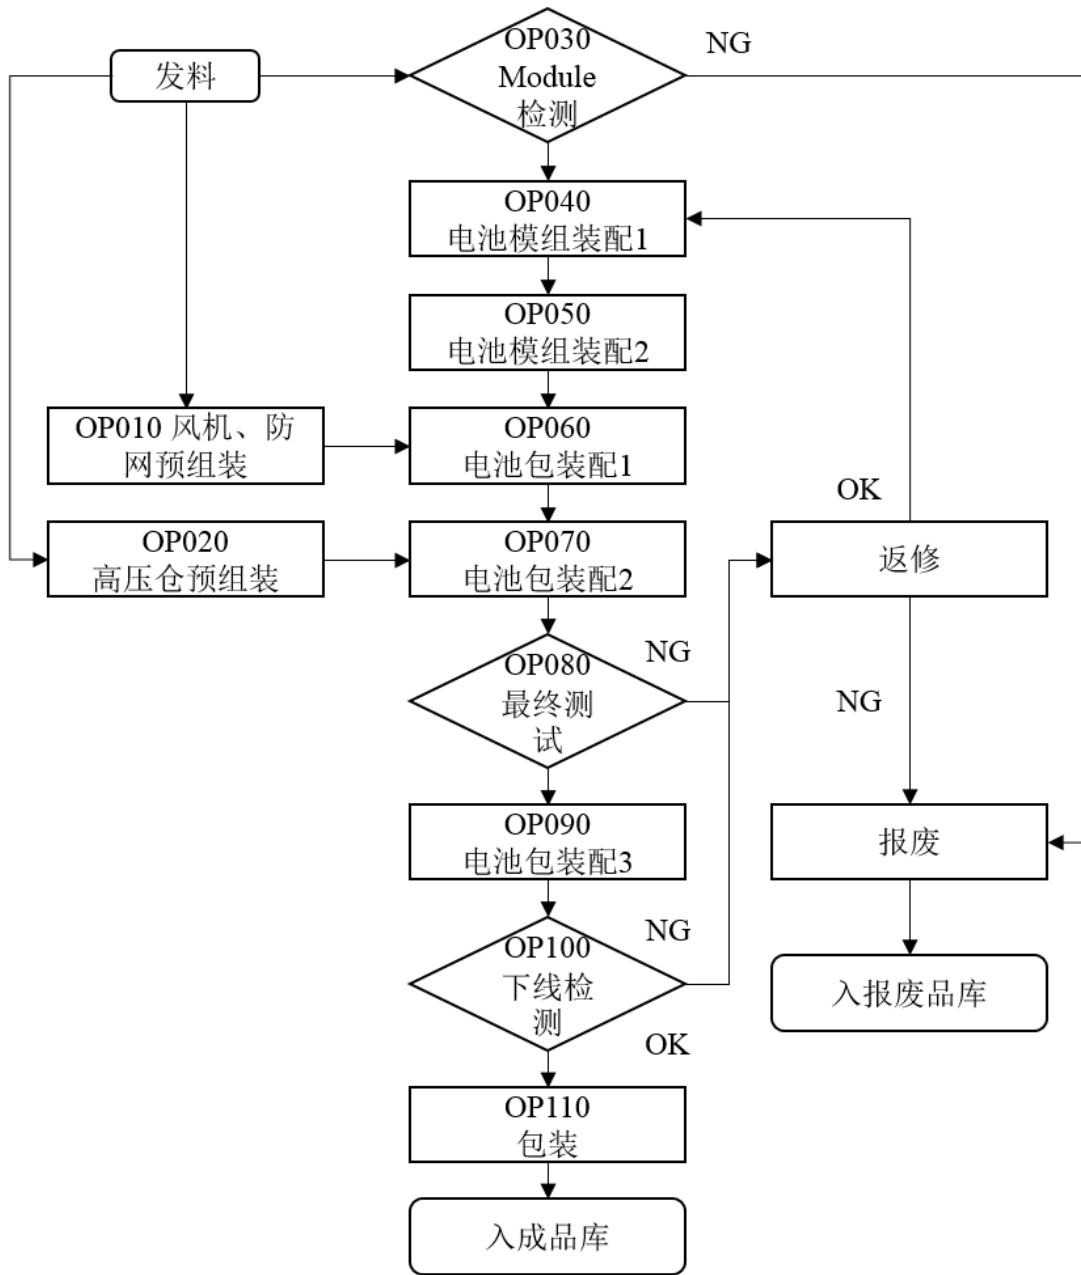 OP030
Module
检测
NG
发料
OP040
电池模组装配1
OP050
电池模组装配2
OP010 风机、防
网预组装
OP060
电池包装配1
OK
OP020
高压仓预组装
OP070
电池包装配2
返修
OP080
最终测
试
NG
NG
OP090
电池包装配3
报废
OP100
下线检
测
NG
OK
入报废品库
OP110
包装
入成品库